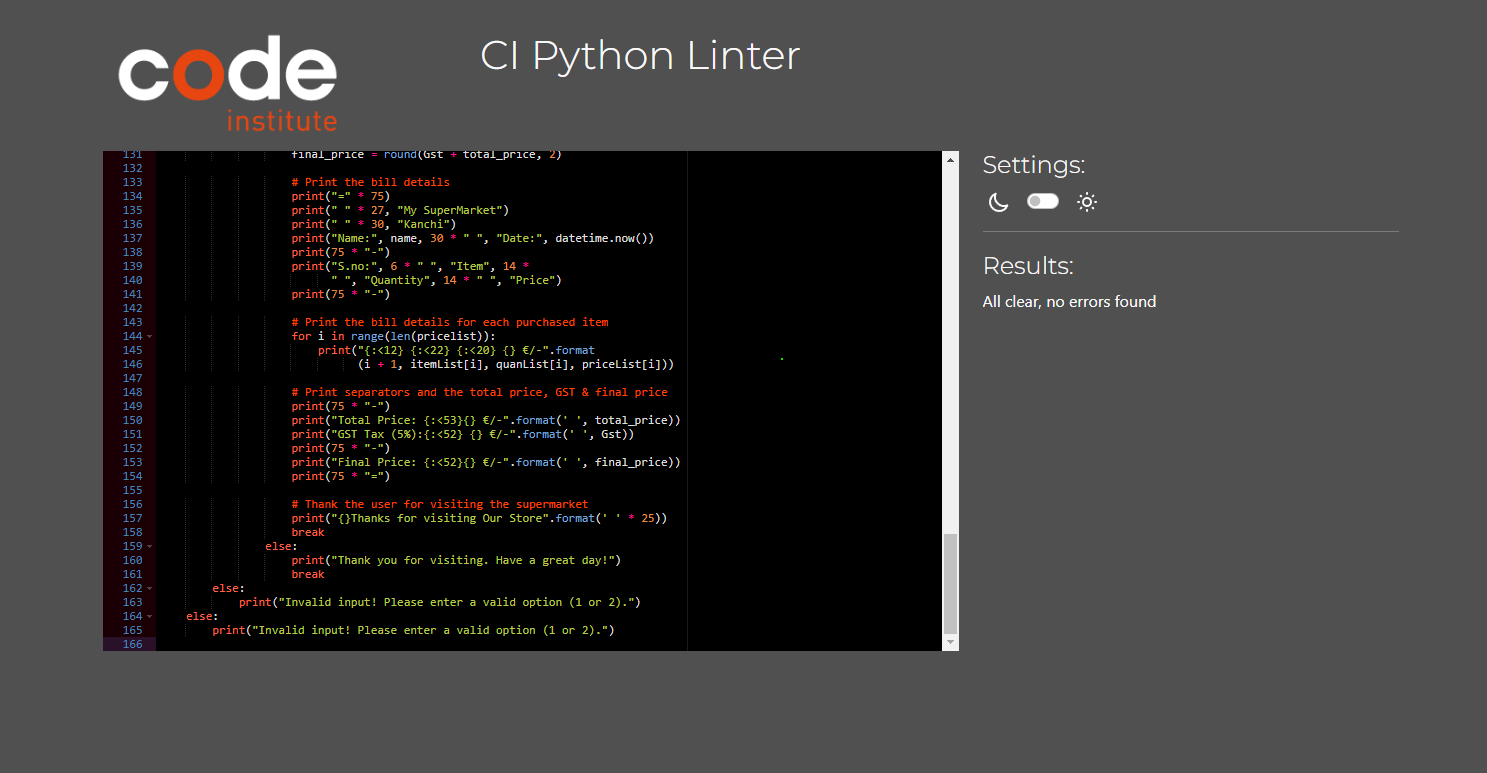 code
institute
CI Python Linter
131 final_price = round(Gst + total_price, 2)
132
133 # Print the bill details
134 print("=" * 75)
135 print(" " * 27, "My SuperMarket")
136 print(" " * 30, "Kanchi")
137 print("Name:", name, 30 * " ", "Date:", datetime.now())
138 print(75 * "-")
139 print("S.no:", 6 * " ", "Item", 14 *
140 " ", "Quantity", 14 * " ", "Price")
141 print(75 * "-")
142
143 # Print the bill details for each purchased item
144 for i in range(len(pricelist)):
145 print("{:<12} {:<22} {:<20} {} €/-".format
146 (i + 1, itemList[i], quanList[i], priceList[i]))
147
148 # Print separators and the total price, GST & final price
149 print(75 * "-")
150 print("Total Price: {:<53}{} €/-".format(' ', total_price))
151 print("GST Tax (5%):{:<52} {} €/-".format(' ', Gst))
152 print(75 * "-")
153 print("Final Price: {:<52}{} €/-".format(' ', final_price))
154 print(75 * "=")
155
156 # Thank the user for visiting the supermarket
157 print("{}Thanks for visiting Our Store".format(' ' * 25))
158 break
159 else:
160 print("Thank you for visiting. Have a great day!")
161 break
162 else:
163 print("Invalid input! Please enter a valid option (1 or 2).")
164 else:
165 print("Invalid input! Please enter a valid option (1 or 2).")
166
Settings:
Results:
All clear, no errors found